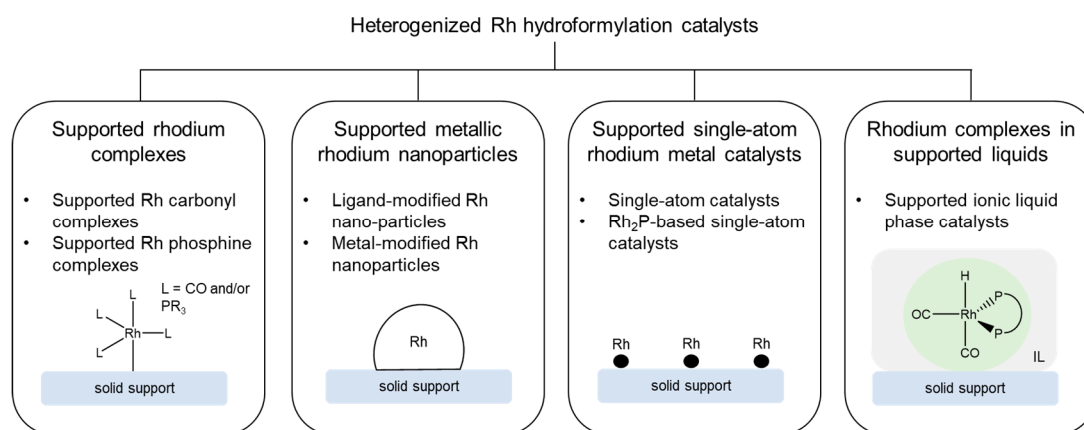 Heterogenized Rh hydroformylation catalysts
Supported rhodium
complexes
• Supported Rh carbonyl
complexes
• Supported Rh phosphine
complexes
L = CO and/or
PR3
L
L
Rh
L
L
solid support
Supported metallic
rhodium nanoparticles
• Ligand-modified Rh
nano-particles
• Metal-modified Rh
nanoparticles
Rh
solid support
Supported single-atom
rhodium metal catalysts
• Single-atom catalysts
• Rh2P-based single-atom
catalysts
Rh Rh Rh
solid support
Rhodium complexes in
supported liquids
• Supported ionic liquid
phase catalysts
H
P
OC Rh
P
CO
IL
solid support